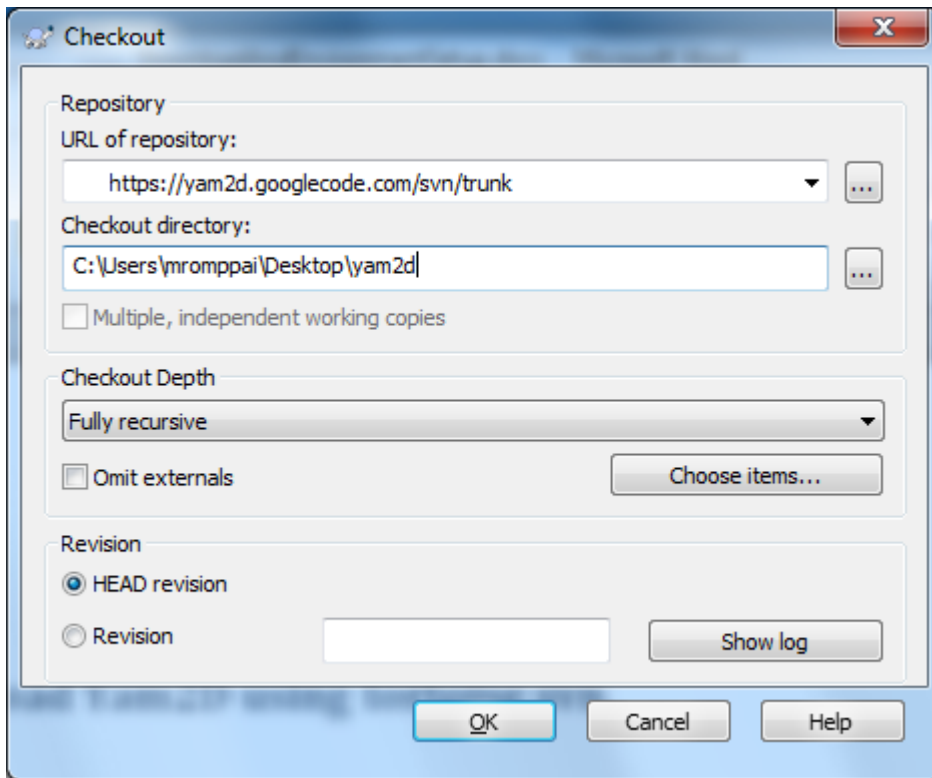 Checkout
Repository
URL of repository:
https://yam2d.googlecode.com/svn/trunk
...
Checkout directory:
C:\Users\mromppai\Desktop\yam2d
...
Multiple, independent working copies
Checkout Depth
Fully recursive
Omit externals
Choose items...
Revision
HEAD revision
Revision
Show log
OK
Cancel
Help